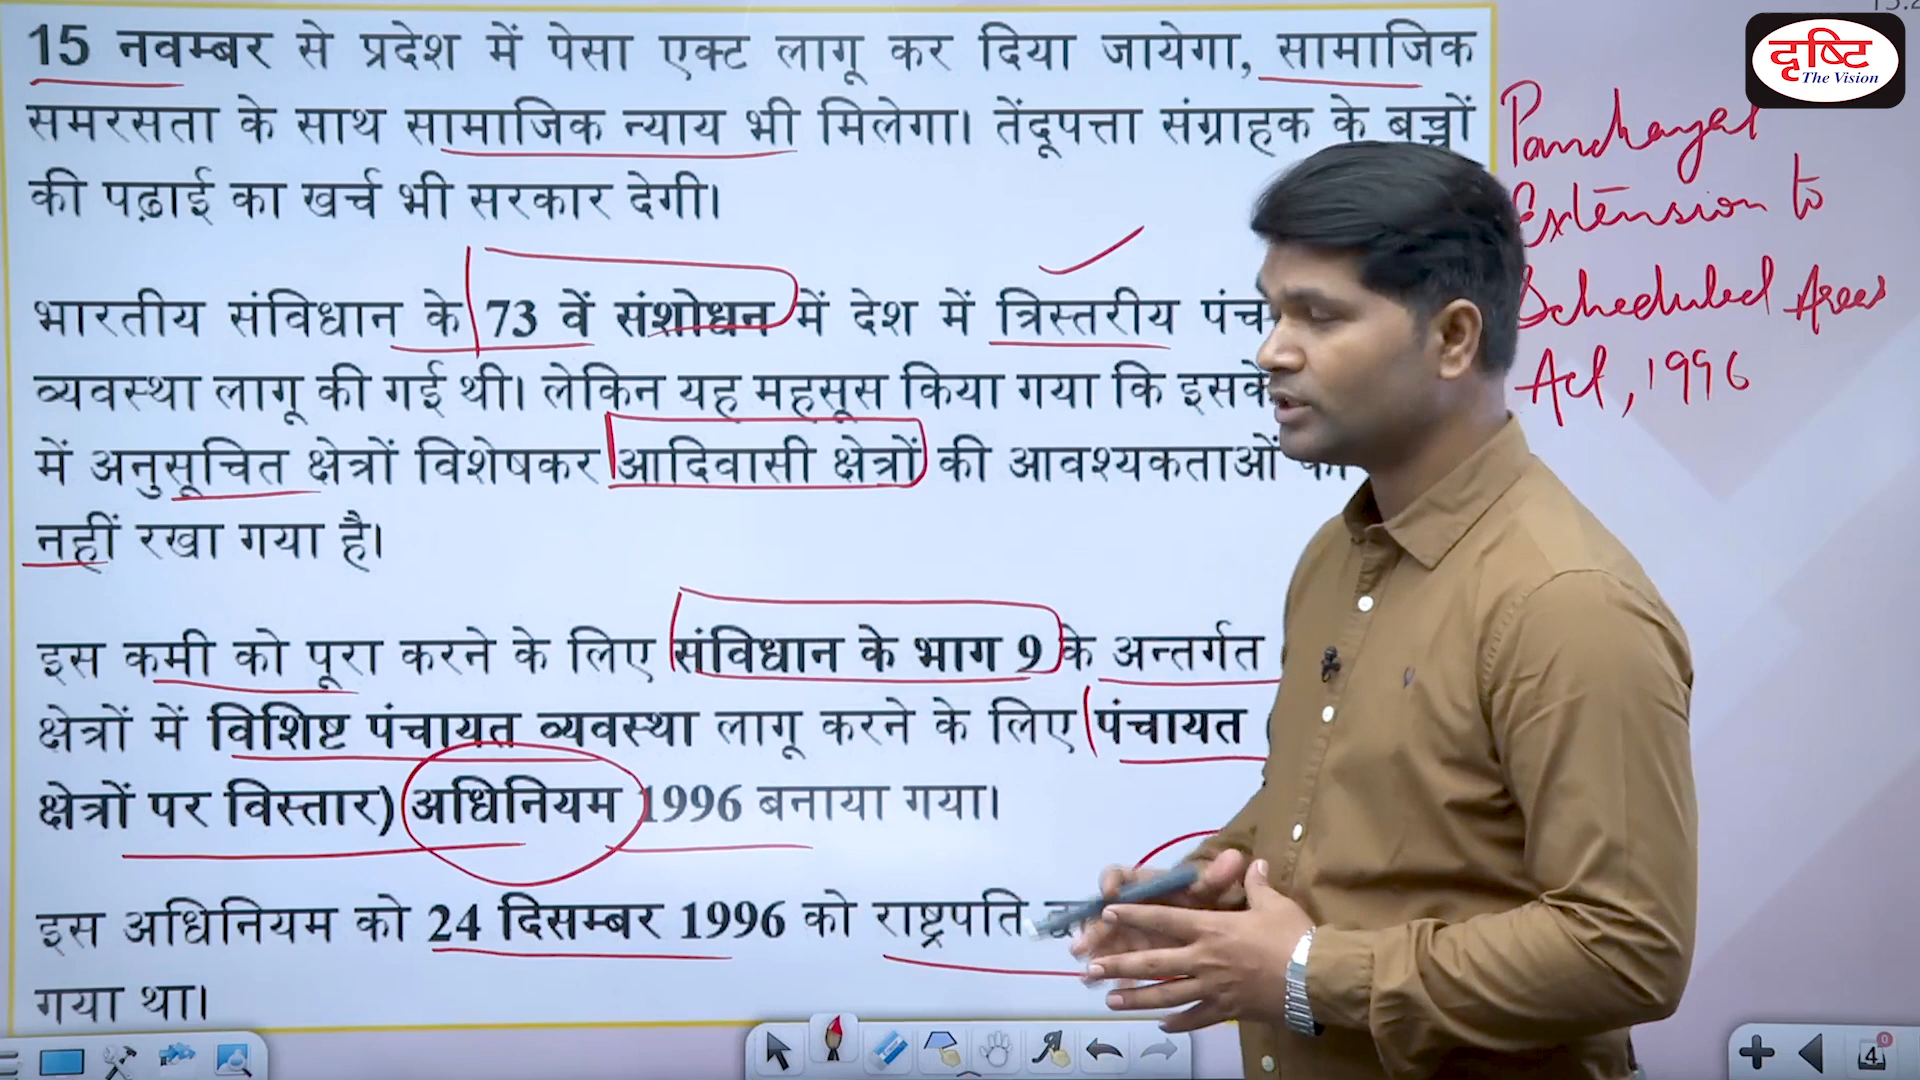 15 नवम्बर से प्रदेश में पेसा एक्ट लागू कर दिया जायेगा, सामाजिक
समरसता के साथ सामाजिक न्याय भी मिलेगा। तेंदूपत्ता संग्राहक के बच्चों
की पढ़ाई का खर्च भी सरकार देगी।
भारतीय संविधान के 73 वें संशोधन में देश में त्रिस्तरीय
व्यवस्था लागू की गई थी। लेकिन यह महसूस किया गया कि
में अनुसूचित क्षेत्रों विशेषकर आदिवासी क्षेत्रों की आवश्यकताओं
नहीं रखा गया है।
इस कमी को पूरा करने के लिए संविधान के भाग 9 के अन्तर्गत
क्षेत्रों में विशिष्ट पंचायत व्यवस्था लागू करने के लिए पंचायत
क्षेत्रों पर विस्तार) अधिनियम 1996 बनाया गया।
इस अधिनियम को 24 दिसम्बर 1996 को राष्ट्रपति
गया था।
दृष्टि
The Vision
Panchayat
Extension to
Scheduled Areas
Act, 1996
4
0